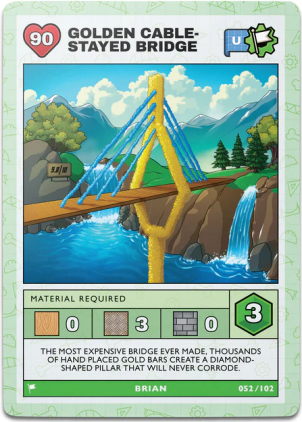 90
GOLDEN CABLE-
STAYED BRIDGE
U
MATERIAL REQUIRED
0
3
0
3
THE MOST EXPENSIVE BRIDGE EVER MADE, THOUSANDS
OF HAND PLACED GOLD BARS CREATE A DIAMOND-
SHAPED PILLAR THAT WILL NEVER CORRODE.
BRIAN
052/102